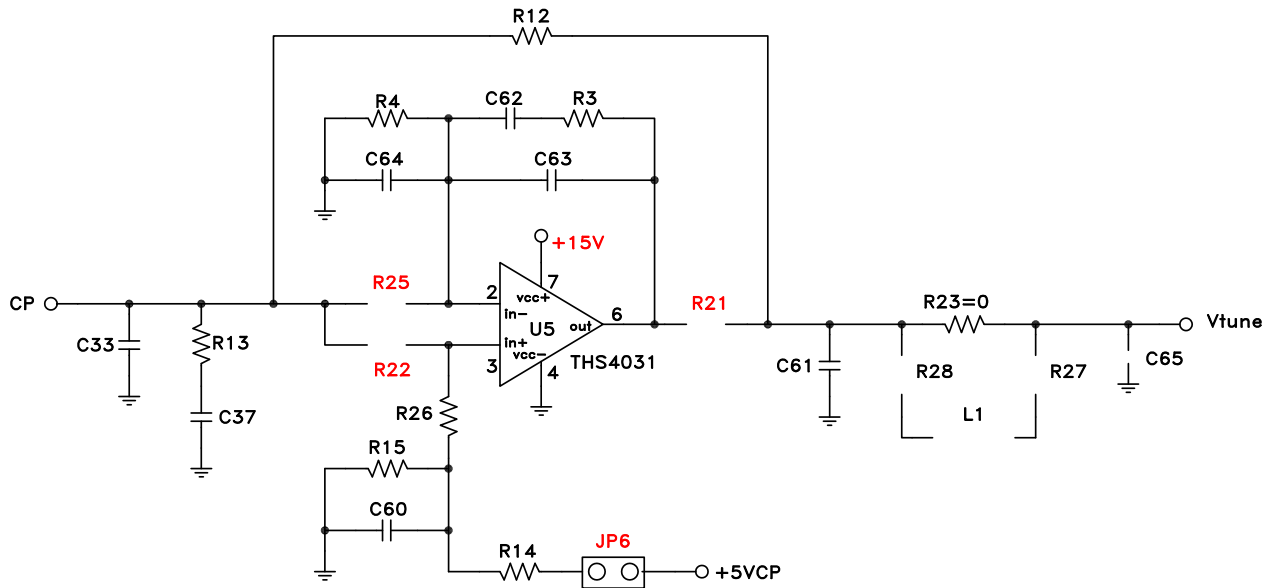 R12
R4
C62
R3
C64
C63
+15V
R25
7
CP
2
vcc+
in-
out
6
R21
R23=0
Vtune
U5
in+
C33
R13
R22
3
vcc-
4
THS4031
C61
R28
R27
C65
C37
R26
L1
R15
C60
R14
JP6
+5VCP